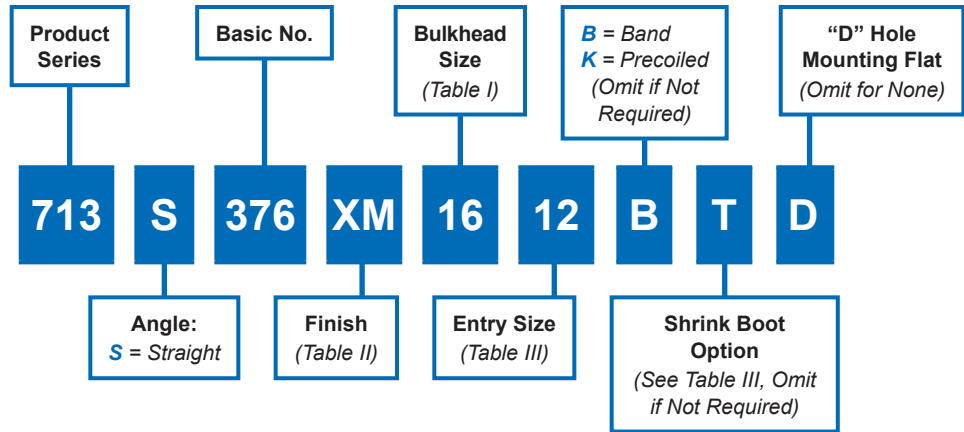 Product
Series
Basic No.
Bulkhead
Size
(Table I)
B = Band
K = Precoiled
(Omit if Not
Required)
“D” Hole
Mounting Flat
(Omit for None)
713 S 376 XM 16 12 B T D
Angle:
S = Straight
Finish
(Table II)
Entry Size
(Table III)
Shrink Boot
Option
(See Table III, Omit
if Not Required)